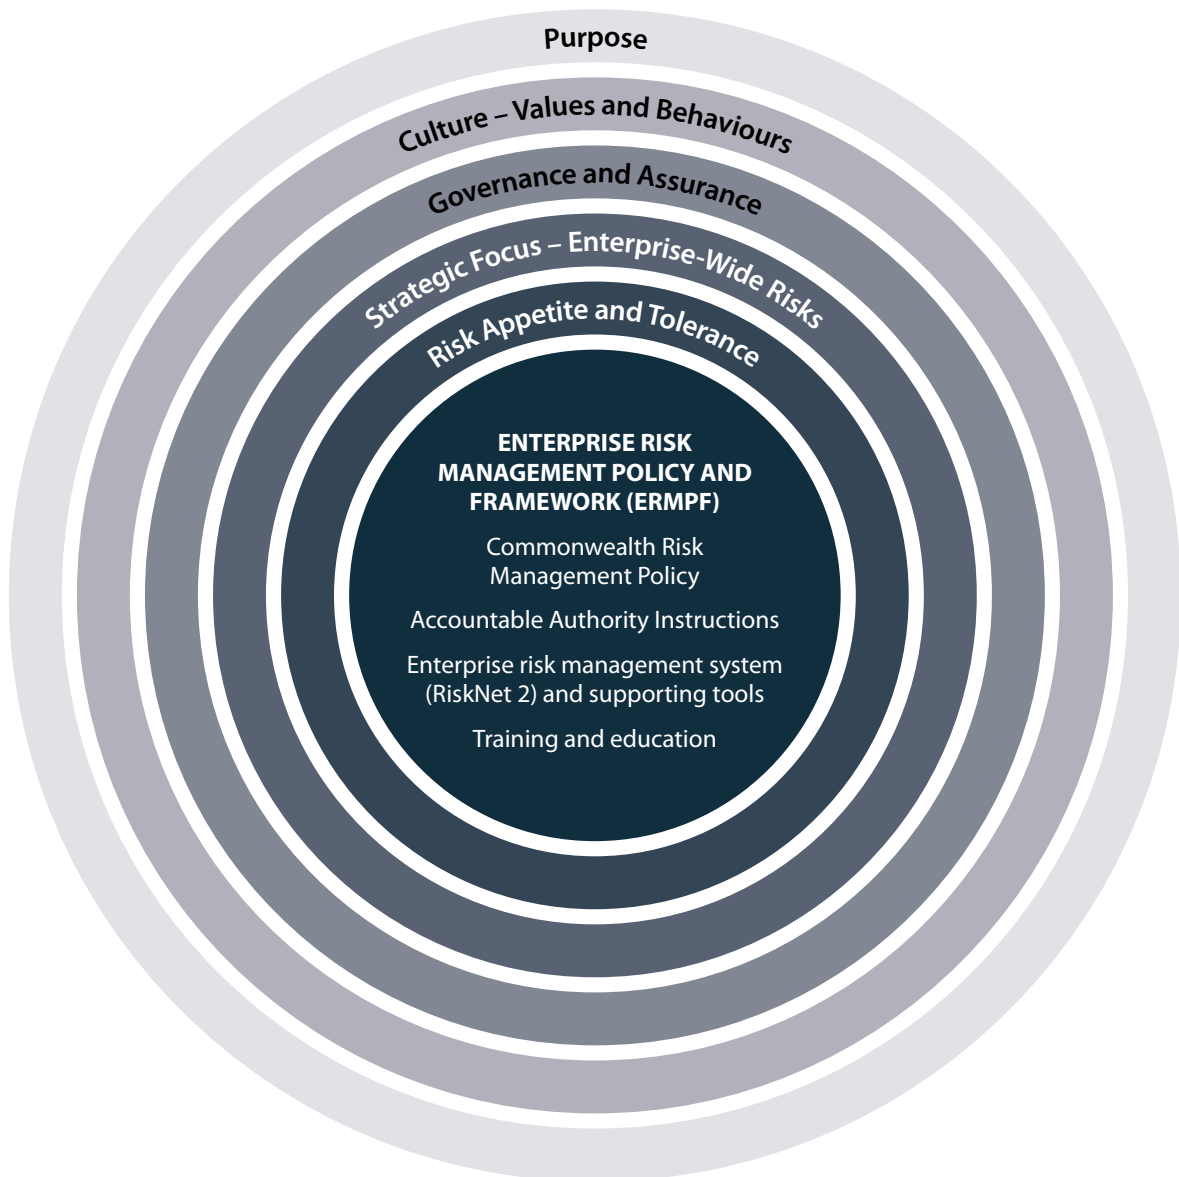 Purpose
Culture – Values and Behaviours
Governance and Assurance
Strategic Focus – Enterprise-Wide Risks
Risk Appetite and Tolerance
ENTERPRISE RISK
MANAGEMENT POLICY AND
FRAMEWORK (ERMPF)
Commonwealth Risk
Management Policy
Accountable Authority Instructions
Enterprise risk management system
(RiskNet 2) and supporting tools
Training and education